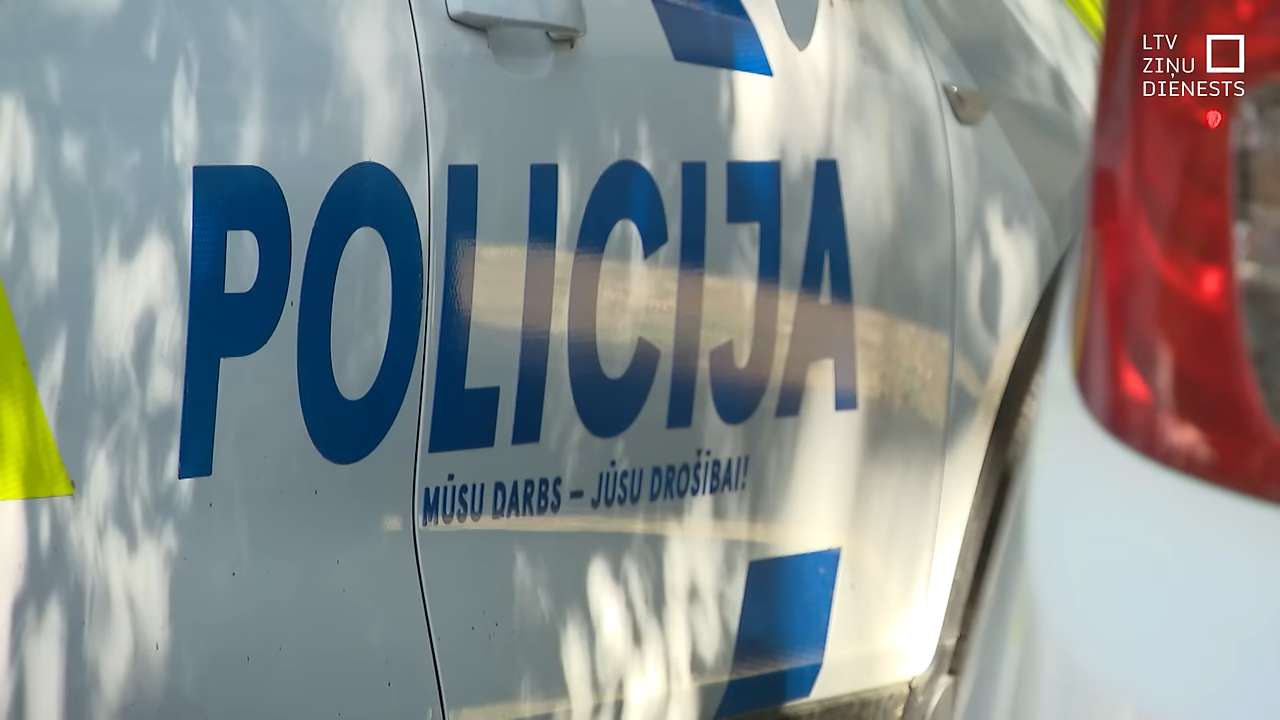 LTV
ZIŅU
DIENESTS
POLICIJA
MŪSU DARBS – JŪSU DROŠĪBAI!